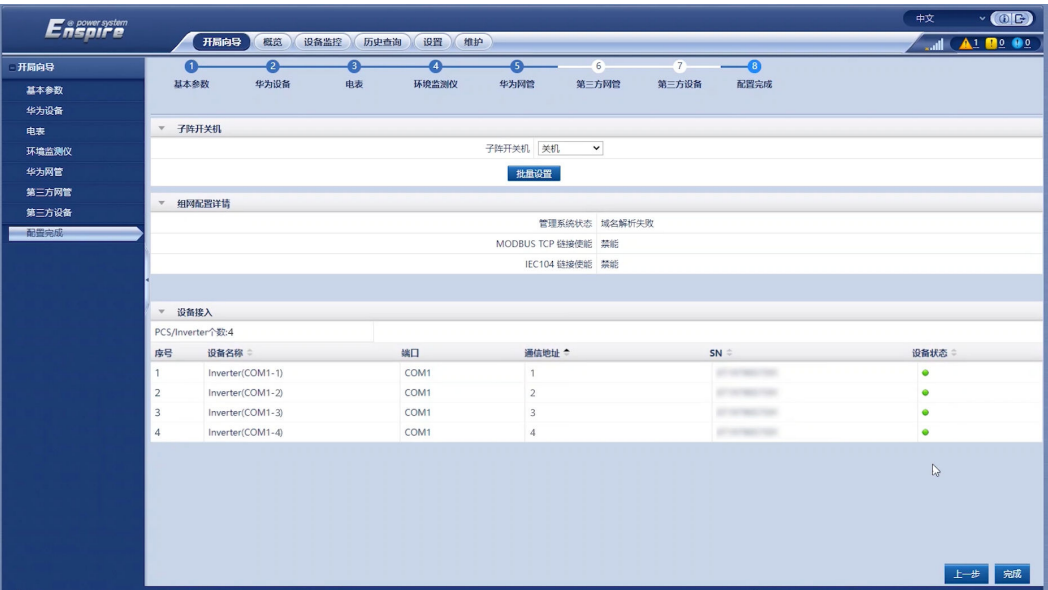 Enspire
e power system
中文
开局向导 概览 设备监控 历史查询 设置 维护
1 0 0
开局向导
基本参数
华为设备
电表
环境监测仪
华为网管
第三方网管
第三方设备
配置完成
1 2 3 4 5 6 7 8
基本参数 华为设备 电表 环境监测仪 华为网管 第三方网管 第三方设备 配置完成
子阵开关机
子阵开关机 关机
批量设置
组网配置详情
管理系统状态 域名解析失败
MODBUS TCP 链接使能 禁能
IEC104 链接使能 禁能
设备接入
PCS/Inverter个数:4
序号 设备名称 端口 通信地址 SN 设备状态
1 Inverter(COM1-1) COM1 1
2 Inverter(COM1-2) COM1 2
3 Inverter(COM1-3) COM1 3
4 Inverter(COM1-4) COM1 4
上一步 完成